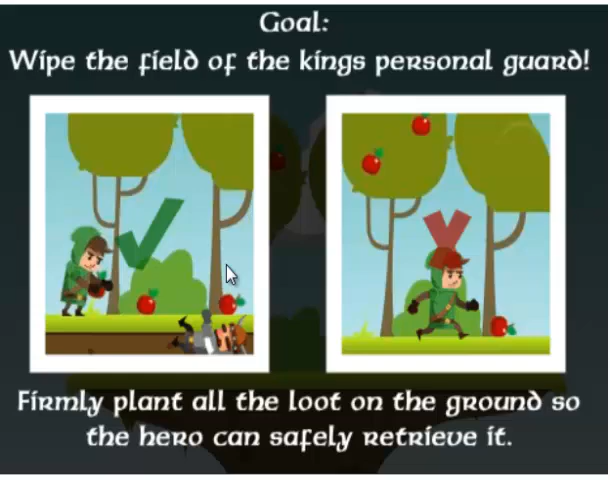 Goal:
Wipe the field of the kings personal guard!
Firmly plant all the loot on the ground so
the hero can safely retrieve it.